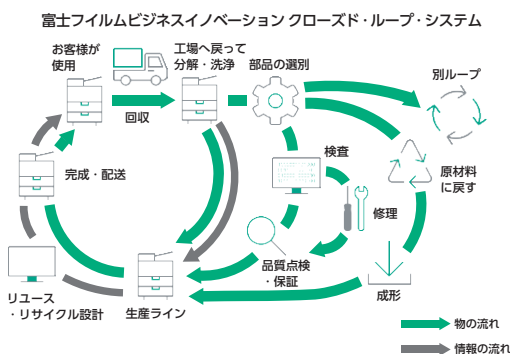 富士フイルムビジネスイノベーション クローズド・ループ・システム
お客様が
使用
回収
工場へ戻って
分解・洗浄
部品の選別
別ループ
原材料
に戻す
検査
修理
品質点検
・保証
成形
生産ライン
リユース
・リサイクル設計
完成・配送
物の流れ
情報の流れ